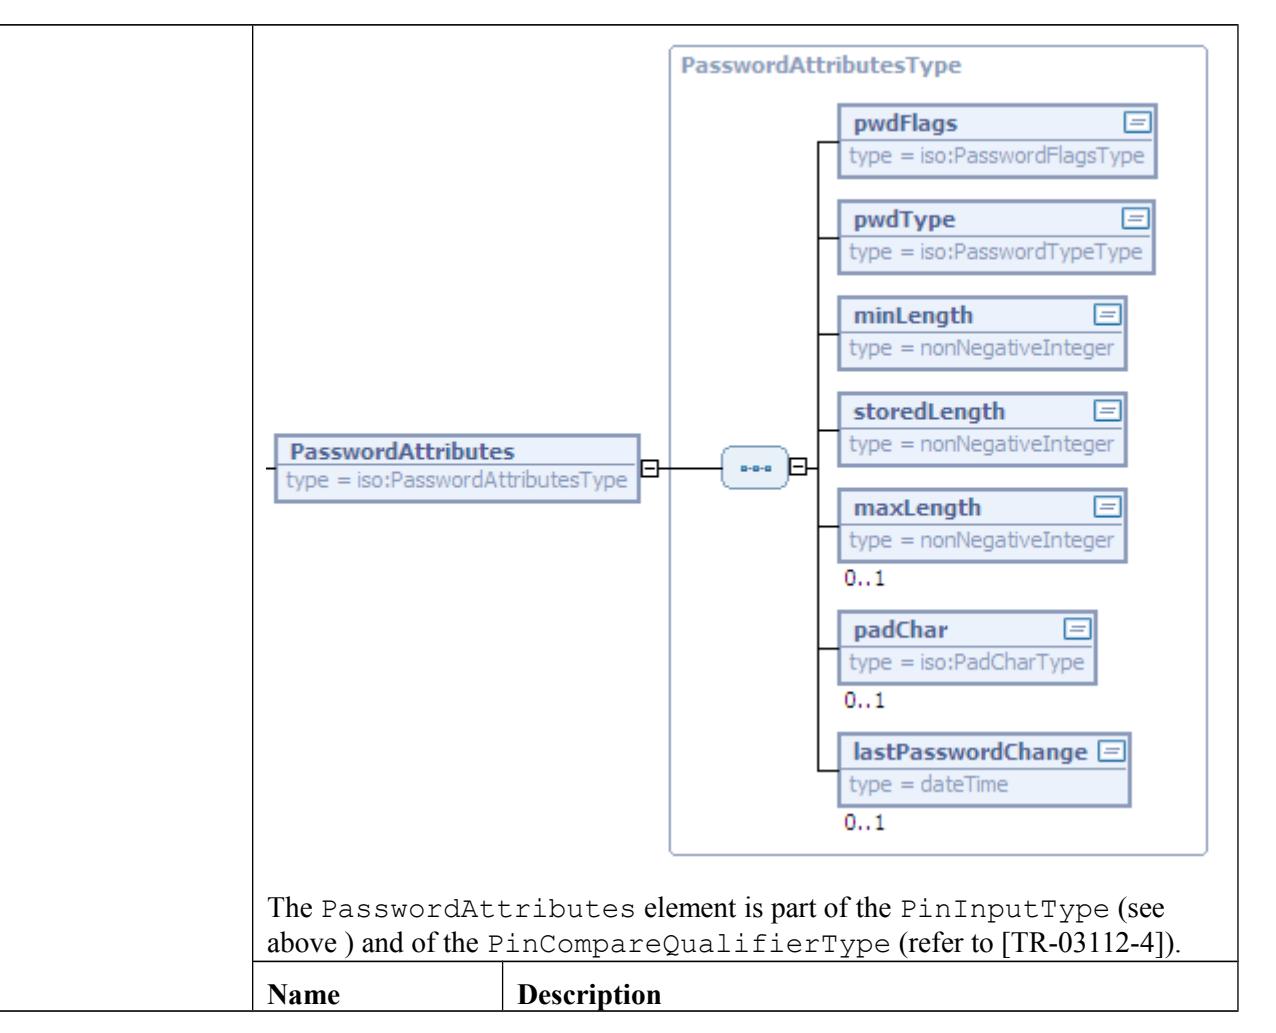 PasswordAttributesType
pwdFlags
type = iso:PasswordFlagsType
pwdType
type = iso:PasswordTypeType
minLength
type = nonNegativeInteger
storedLength
type = nonNegativeInteger
PasswordAttributes
type = iso:PasswordAttributesType
maxLength
type = nonNegativeInteger
0..1
padChar
type = iso:PadCharType
0..1
lastPasswordChange
type = dateTime
0..1
The PasswordAttributes element is part of the PinInputType (see
above ) and of the PinCompareQualifierType (refer to [TR-03112-4]).
Name Description